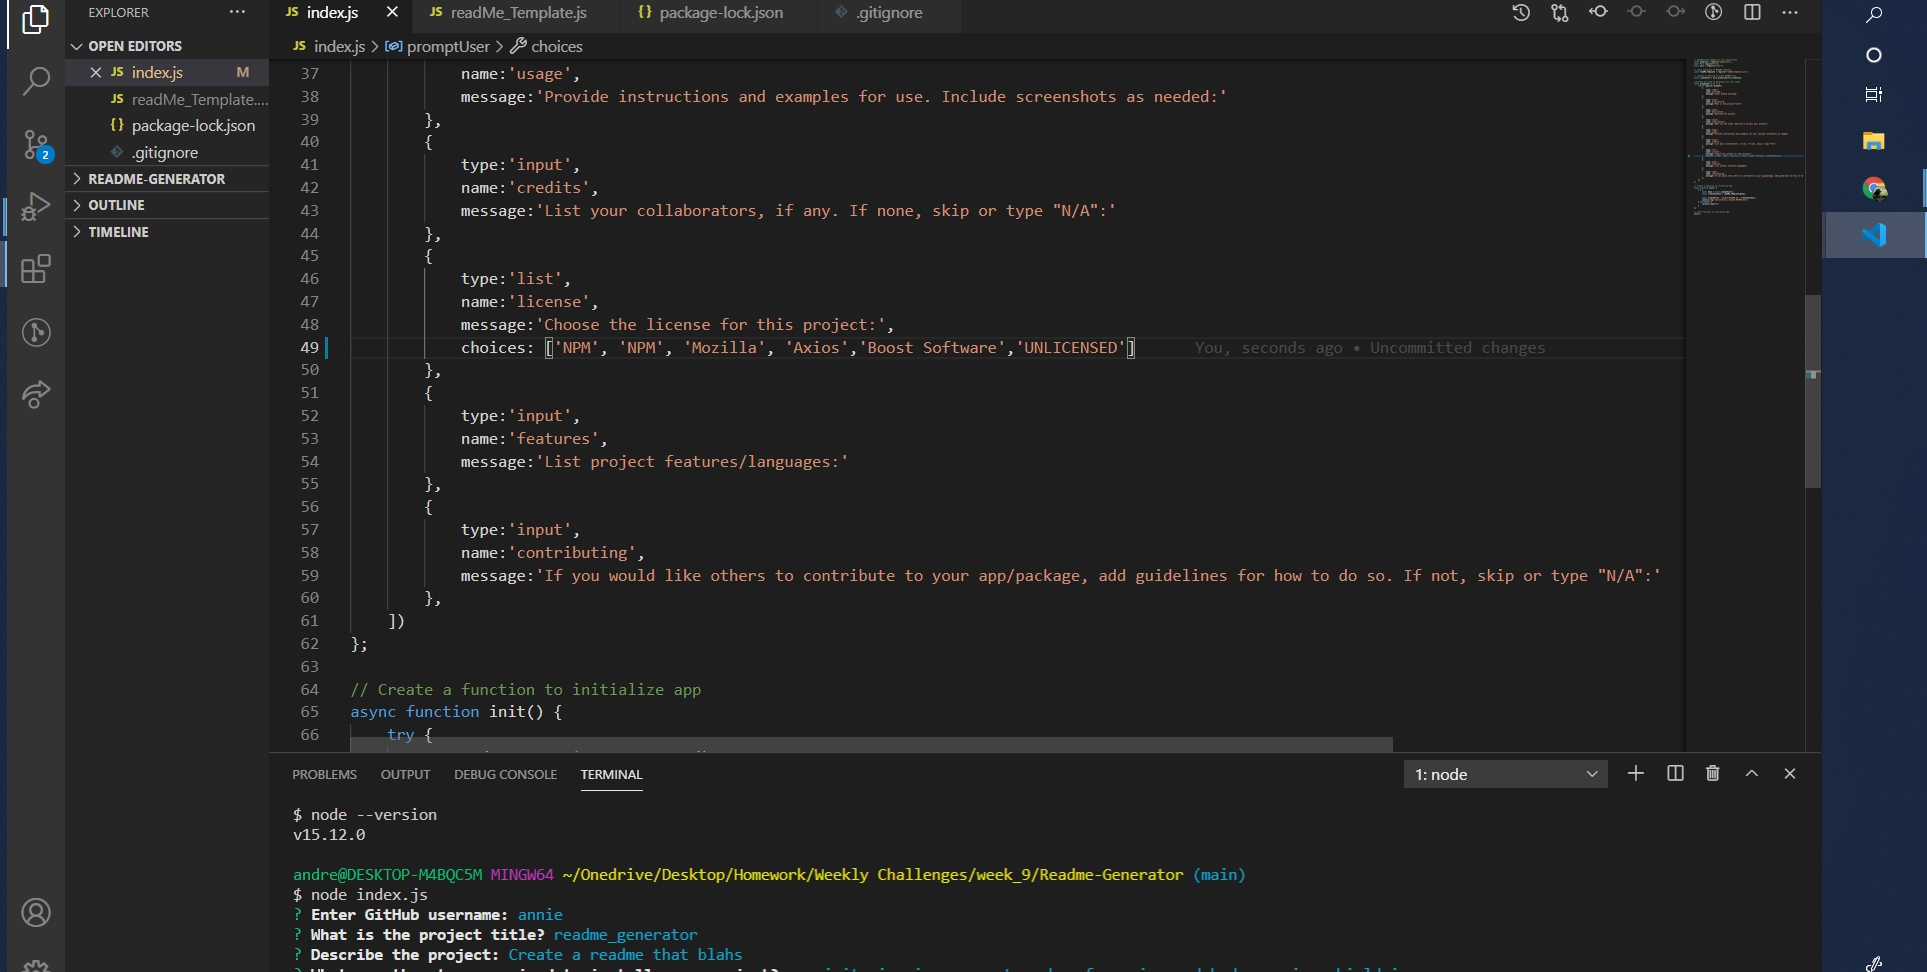 EXPLORER ···
OPEN EDITORS
JS index.js M
JS readMe_Template....
{} package-lock.json
.gitignore
README-GENERATOR
OUTLINE
TIMELINE
2
JS index.js
JS readMe_Template.js
{} package-lock.json
.gitignore
JS index.js > promptUser > choices
37 name:'usage',
38 message:'Provide instructions and examples for use. Include screenshots as needed:'
39 },
40 {
41 type:'input',
42 name:'credits',
43 message:'List your collaborators, if any. If none, skip or type "N/A":'
44 },
45 {
46 type:'list',
47 name:'license',
48 message:'Choose the license for this project:',
49 choices: ['NPM', 'NPM', 'Mozilla', 'Axios','Boost Software','UNLICENSED'] You, seconds ago • Uncommitted changes
50 },
51 {
52 type:'input',
53 name:'features',
54 message:'List project features/languages:'
55 },
56 {
57 type:'input',
58 name:'contributing',
59 message:'If you would like others to contribute to your app/package, add guidelines for how to do so. If not, skip or type "N/A":'
60 },
61 ])
62 };
63
64 // Create a function to initialize app
65 async function init() {
66 try {
PROBLEMS OUTPUT DEBUG CONSOLE TERMINAL 1: node
$ node --version
v15.12.0
andre@DESKTOP-M4BQC5M MINGW64 ~/Onedrive/Desktop/Homework/Weekly Challenges/week_9/Readme-Generator (main)
$ node index.js
? Enter GitHub username: annie
? What is the project title? readme_generator
? Describe the project: Create a readme that blahs